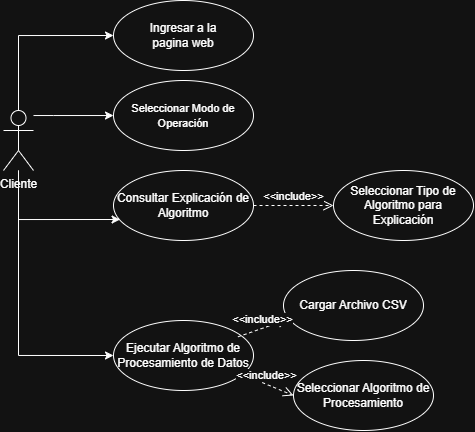 Ingresar a la
pagina web
Seleccionar Modo de
Operación
Cliente
Consultar Explicación de
Algoritmo
<<include>>
Seleccionar Tipo de
Algoritmo para
Explicación
Cargar Archivo CSV
<<include>>
Ejecutar Algoritmo de
Procesamiento de Datos
<<include>>
Seleccionar Algoritmo de
Procesamiento